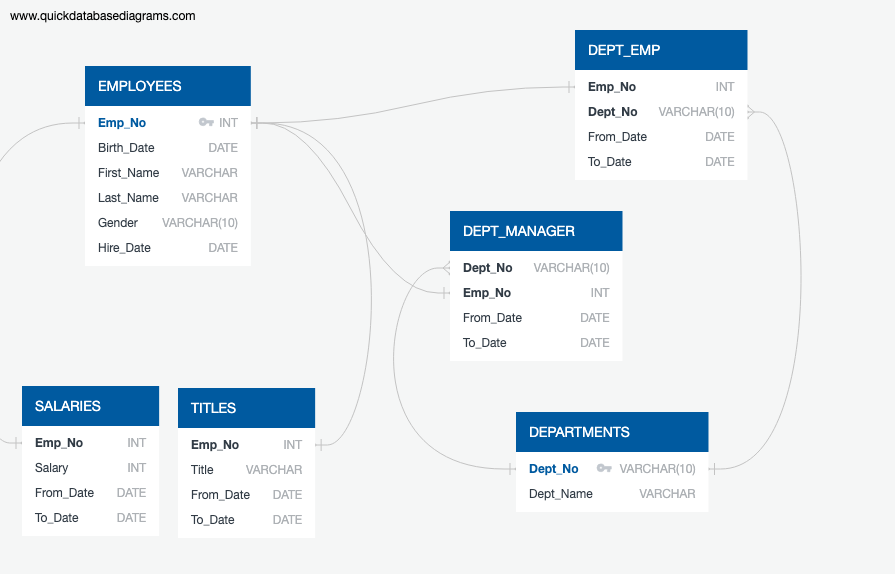 www.quickdatabasediagrams.com
EMPLOYEES
Emp_No INT
Birth_Date DATE
First_Name VARCHAR
Last_Name VARCHAR
Gender VARCHAR(10)
Hire_Date DATE
DEPT_EMP
Emp_No INT
Dept_No VARCHAR(10)
From_Date DATE
To_Date DATE
DEPT_MANAGER
Dept_No VARCHAR(10)
Emp_No INT
From_Date DATE
To_Date DATE
SALARIES
Emp_No INT
Salary INT
From_Date DATE
To_Date DATE
TITLES
Emp_No INT
Title VARCHAR
From_Date DATE
To_Date DATE
DEPARTMENTS
Dept_No VARCHAR(10)
Dept_Name VARCHAR